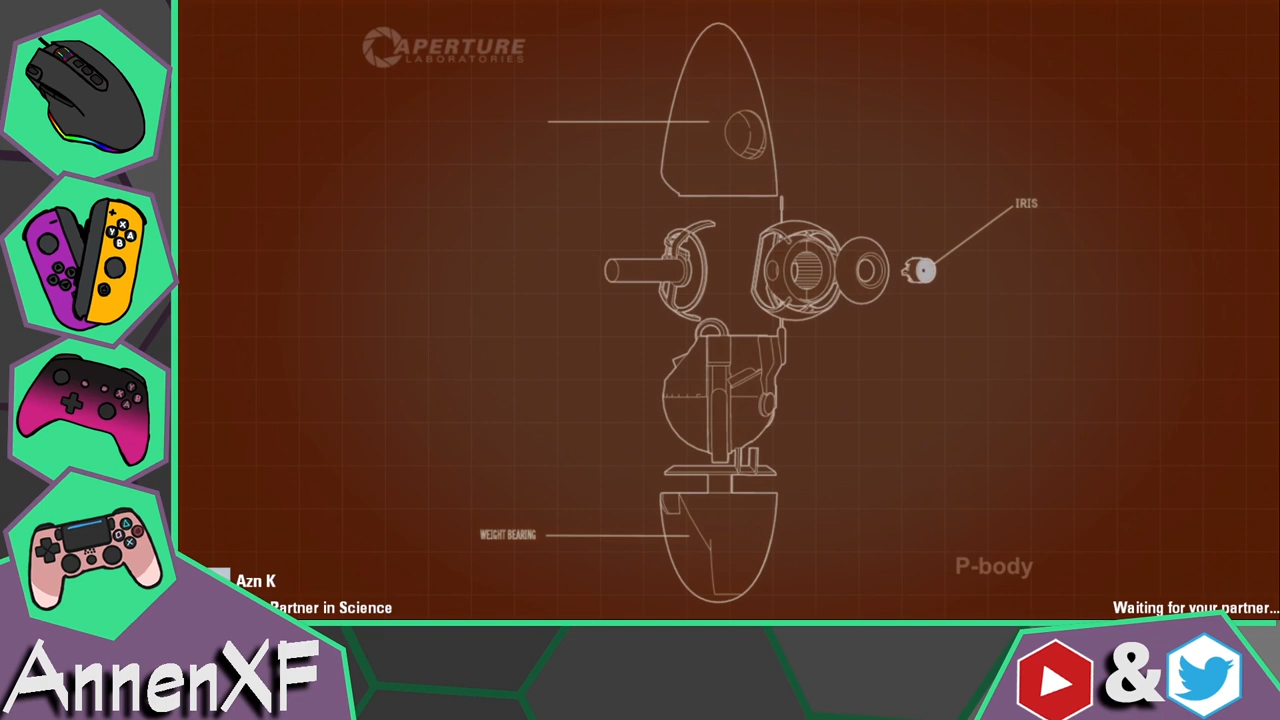 APERTURE
LABORATORIES
IRIS
WEIGHT BEARING
P-body
Azn K
Partner in Science
Waiting for your partner...
AnnenXF
&